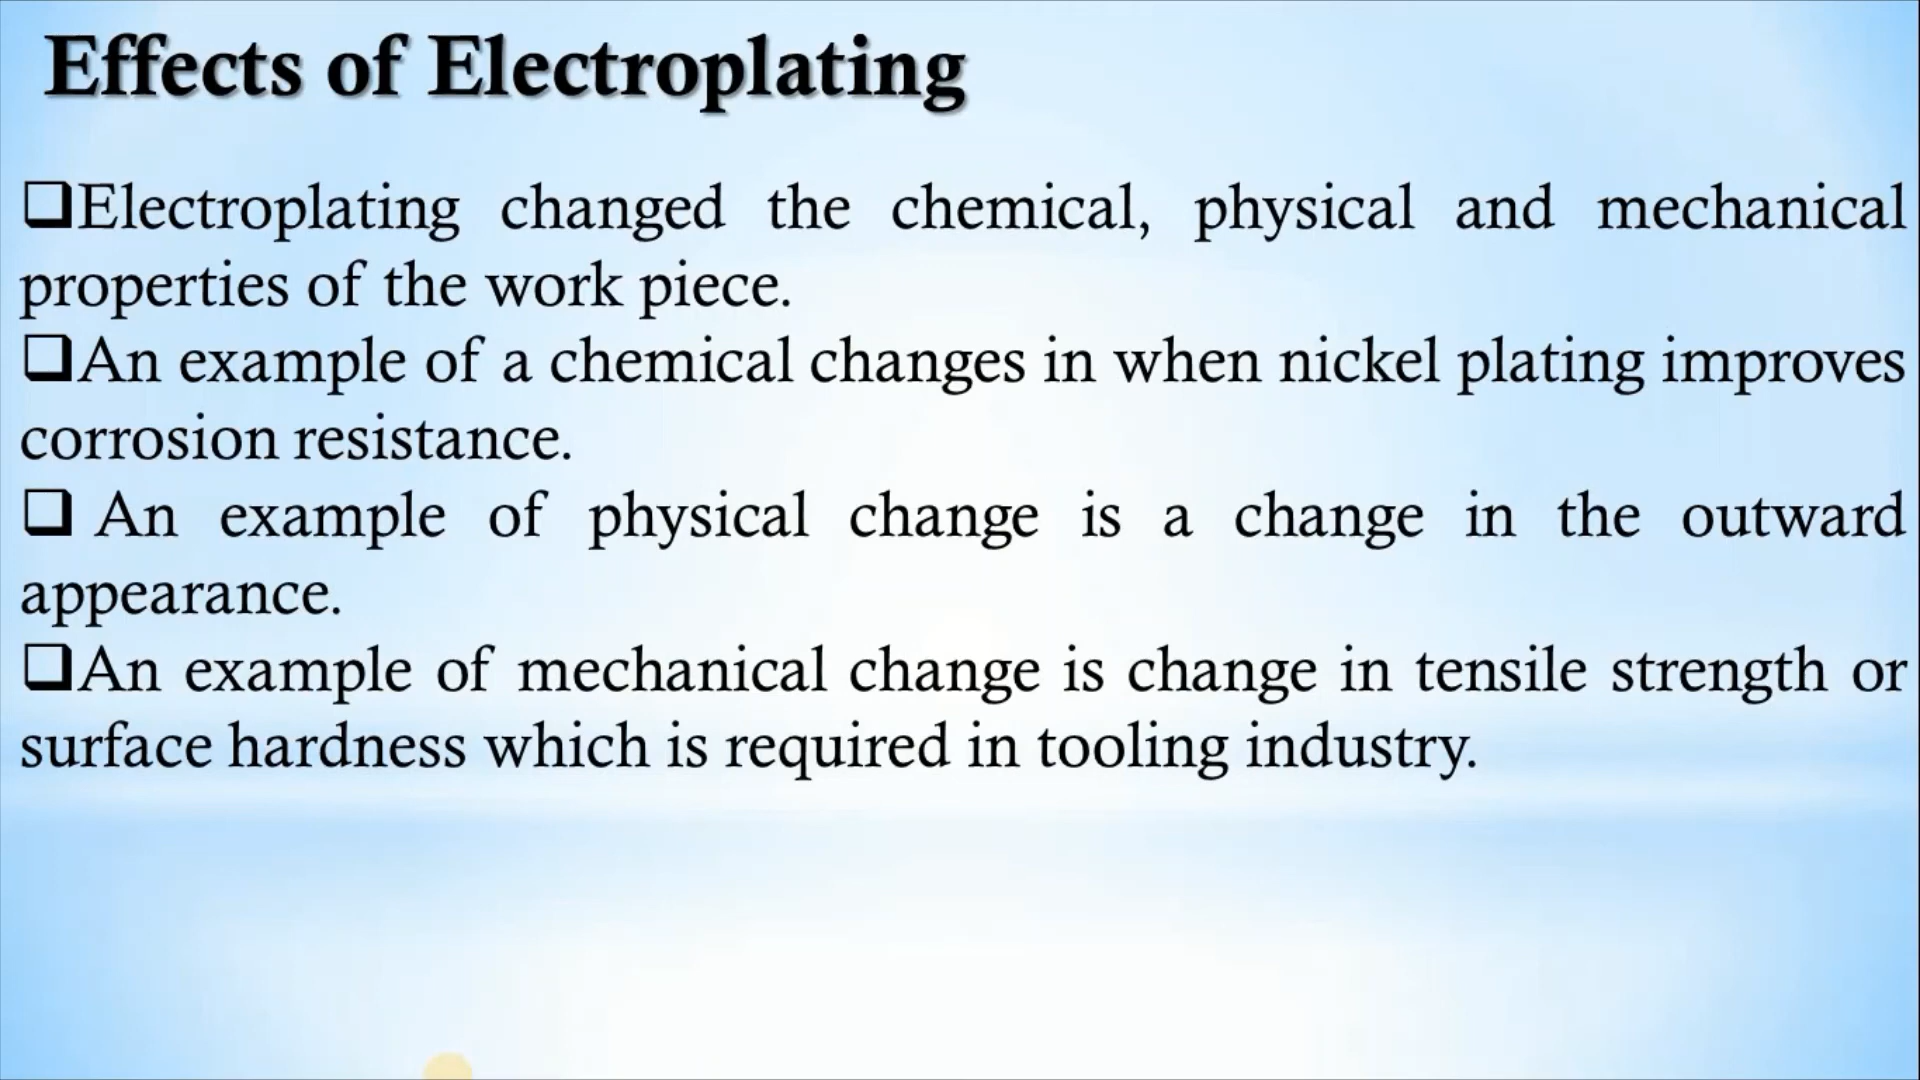 Effects of Electroplating
❑Electroplating changed the chemical, physical and mechanical
properties of the work piece.
❑An example of a chemical changes in when nickel plating improves
corrosion resistance.
❑ An example of physical change is a change in the outward
appearance.
❑An example of mechanical change is change in tensile strength or
surface hardness which is required in tooling industry.